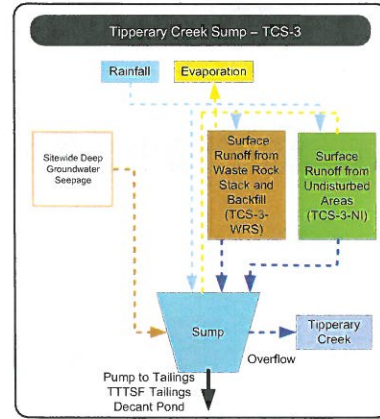 Tipperary Creek Sump – TCS-3
Rainfall
Evaporation
Sitewide Deep
Groundwater
Seepage
Surface
Runoff from
Waste Rock
Stack and
Backfill
(TCS-3-
WRS)
Surface
Runoff from
Undisturbed
Areas
(TCS-3-NI)
Sump
Tipperary
Creek
Overflow
Pump to Tailings
TTTSF Tailings
Decant Pond